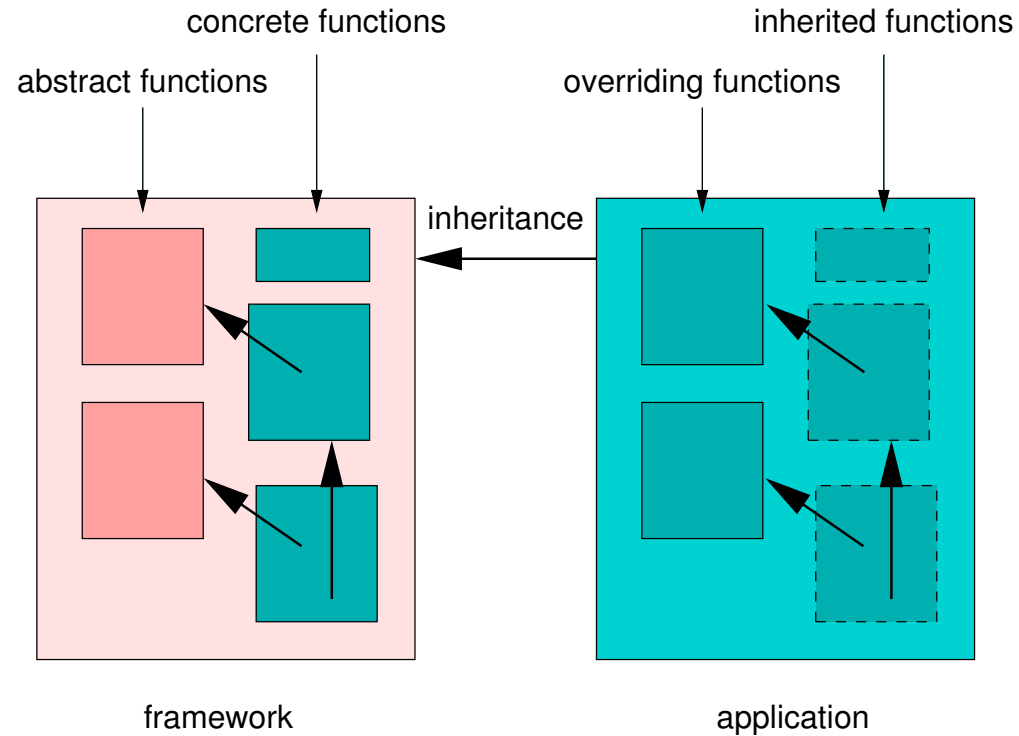 concrete functions
inherited functions
abstract functions
overriding functions
inheritance
framework
application